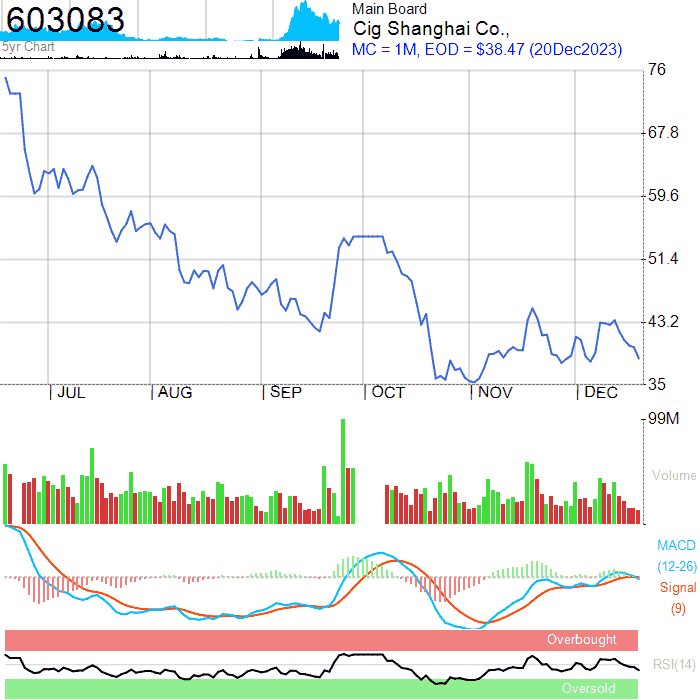 603083
5yr Chart
Main Board
Cig Shanghai Co.,
MC = 1M, EOD = $38.47 (20Dec2023)
76
67.8
59.6
51.4
43.2
35
JUL AUG SEP OCT NOV DEC
99M
Volume
MACD
(12-26)
Signal
(9)
Overbought
RSI(14)
Oversold